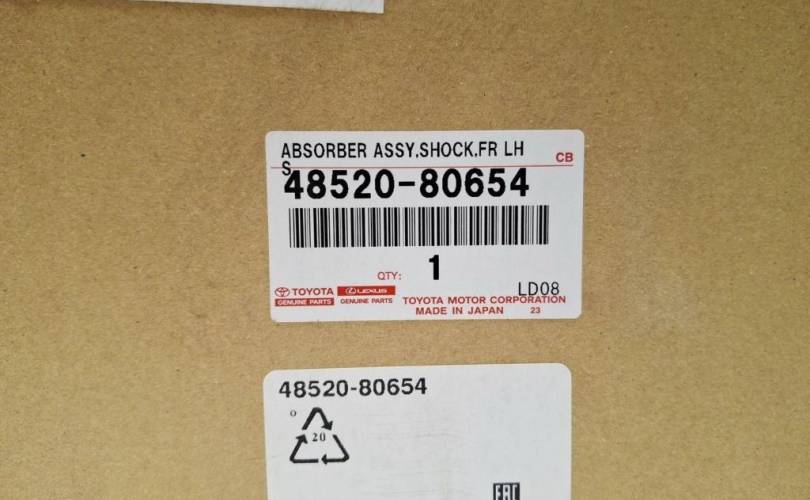 ABSORBER ASSY,SHOCK,FR LH
S
CB
48520-80654
QTY: 1
LD08
TOYOTA
GENUINE PARTS
LEXUS
GENUINE PARTS
TOYOTA MOTOR CORPORATION
MADE IN JAPAN 23
48520-80654
20
EAC